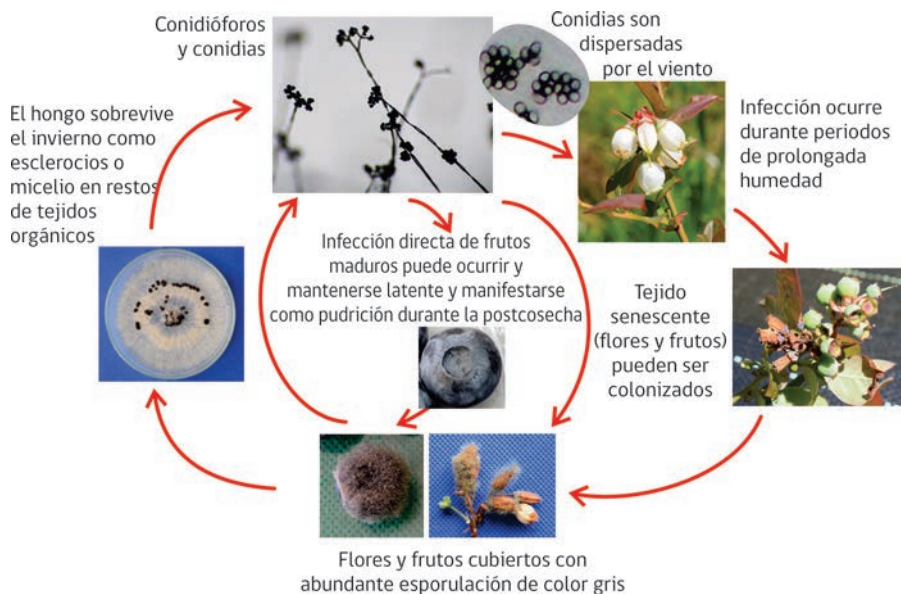 Conidióforos
y conidias
Conidias son
dispersadas
por el viento
Infección ocurre
durante periodos
de prolongada
humedad
El hongo sobrevive
el invierno como
esclerocios o
micelio en restos
de tejidos
orgánicos
Infección directa de frutos
maduros puede ocurrir y
mantenerse latente y manifestarse
como pudrición durante la postcosecha
Tejido
senescente
(flores y frutos)
pueden ser
colonizados
Flores y frutos cubiertos con
abundante esporulación de color gris